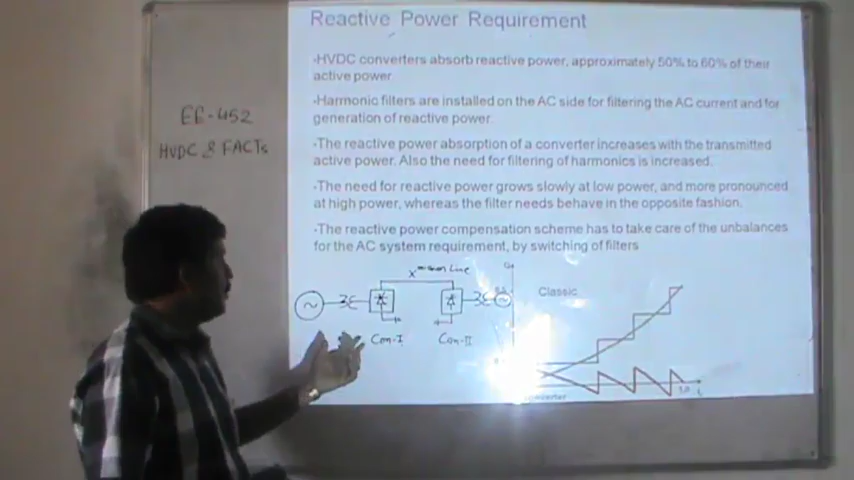 Reactive Power Requirement
•HVDC converters absorb reactive power, approximately 50% to 60% of their
active power
•Harmonic filters are installed on the AC side for filtering the AC current and for
generation of reactive power.
•The reactive power absorption of a converter increases with the transmitted
active power. Also the need for filtering of harmonics is increased.
•The need for reactive power grows slowly at low power, and more pronounced
at high power, whereas the filter needs behave in the opposite fashion.
•The reactive power compensation scheme has to take care of the unbalances
for the AC system requirement, by switching of filters
EE-452
HVDC & FACTs
Con-I
Con-II
Classic
1,0